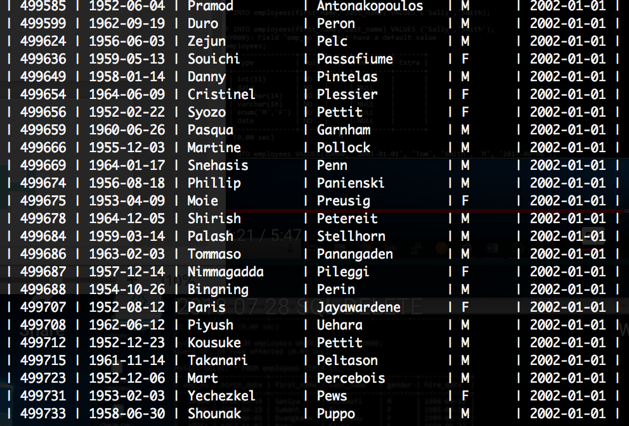 | 499585 | 1952-06-04 | Pramod | Antonakopoulos | M | 2002-01-01 |
| 499599 | 1962-09-19 | Duro | Peron | M | 2002-01-01 |
| 499624 | 1956-06-03 | Zejun | Pelc | M | 2002-01-01 |
| 499636 | 1959-05-13 | Souichi | Passafiume | F | 2002-01-01 |
| 499649 | 1958-01-14 | Danny | Pintelas | M | 2002-01-01 |
| 499654 | 1964-06-09 | Cristinel | Plessier | F | 2002-01-01 |
| 499656 | 1952-02-22 | Syozo | Pettit | F | 2002-01-01 |
| 499659 | 1960-06-26 | Pasqua | Garnham | M | 2002-01-01 |
| 499666 | 1955-12-03 | Martine | Pollock | M | 2002-01-01 |
| 499669 | 1964-01-17 | Snehasis | Penn | M | 2002-01-01 |
| 499674 | 1956-08-18 | Phillip | Panienski | M | 2002-01-01 |
| 499675 | 1953-04-09 | Moie | Preusig | F | 2002-01-01 |
| 499678 | 1964-12-05 | Shirish | Petereit | M | 2002-01-01 |
| 499684 | 1959-03-14 | Palash | Stellhorn | M | 2002-01-01 |
| 499686 | 1963-02-03 | Tommaso | Panangaden | M | 2002-01-01 |
| 499687 | 1957-12-14 | Nimmagadda | Pileggi | F | 2002-01-01 |
| 499688 | 1954-10-26 | Bingning | Perin | M | 2002-01-01 |
| 499707 | 1952-08-12 | Paris | Jayawardene | F | 2002-01-01 |
| 499708 | 1962-06-12 | Piyush | Uehara | M | 2002-01-01 |
| 499712 | 1952-12-23 | Kousuke | Pettit | M | 2002-01-01 |
| 499715 | 1961-11-14 | Takanari | Peltason | M | 2002-01-01 |
| 499723 | 1952-12-06 | Mart | Percebois | M | 2002-01-01 |
| 499731 | 1953-02-03 | Yechezkel | Pews | F | 2002-01-01 |
| 499733 | 1958-06-30 | Shounak | Puppo | M | 2002-01-01 |